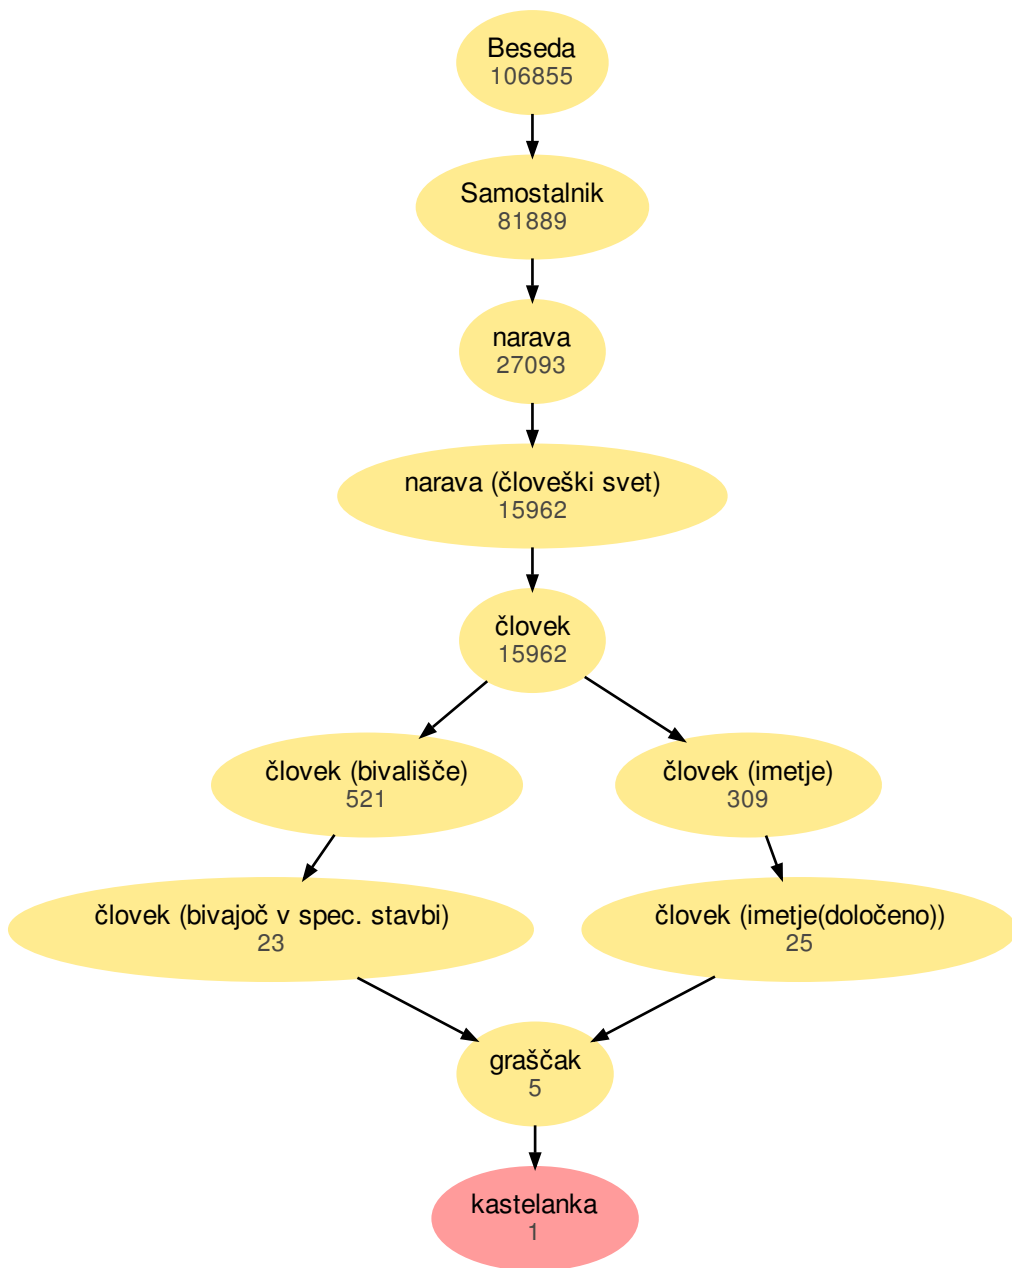 Beseda
106855
Samostalnik
81889
narava
27093
narava (človeški svet)
15962
človek
15962
človek (bivališče)
521
človek (imetje)
309
človek (bivajoč v spec. stavbi)
23
človek (imetje(določeno))
25
graščak
5
kastelanka
1